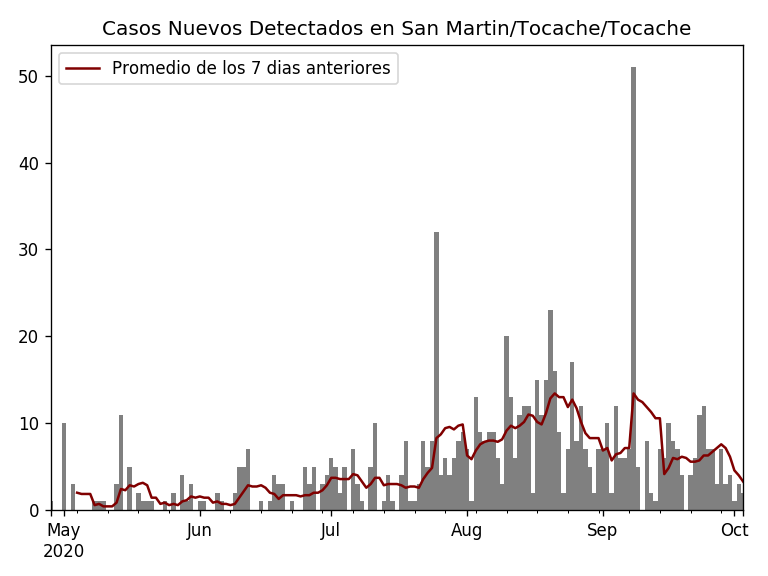 Casos Nuevos Detectados en San Martin/Tocache/Tocache
Promedio de los 7 dias anteriores
50
40
30
20
10
0
May Jun Jul Aug Sep Oct
2020